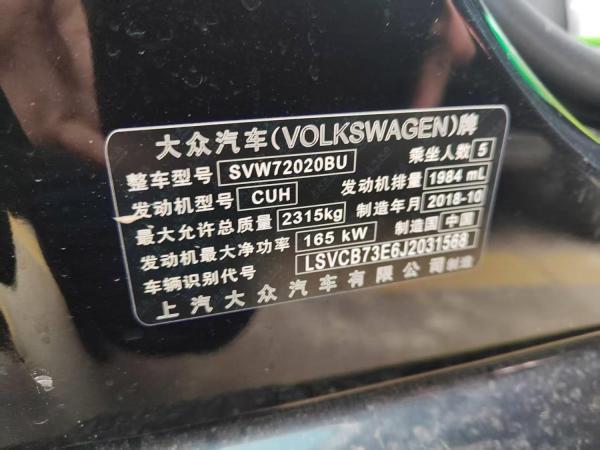 大众汽车(VOLKSWAGEN)牌
整车型号 SVW72020BU 乘坐人数 5
发动机型号 CUH 发动机排量 1984 mL
最大允许总质量 2315kg 制造年月 2018-10
发动机最大净功率 165 kW 制造国 中国
车辆识别代号 LSVCB73E6J2031568
上汽大众汽车有限公司制造